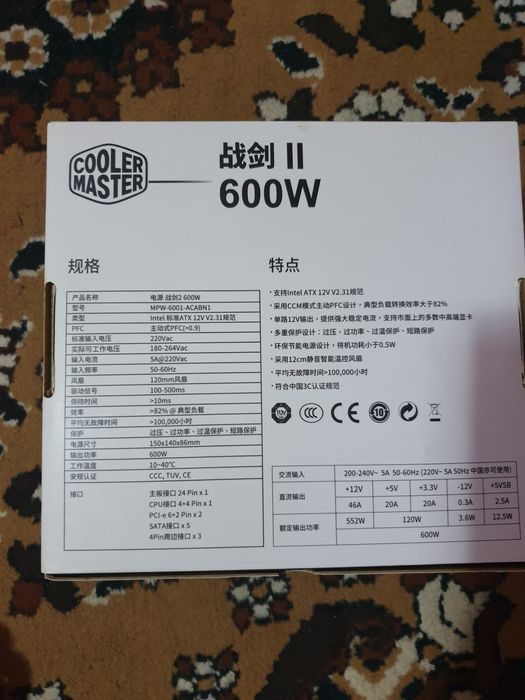 COOLER
MASTER
战剑 II
600W
规格
产品名称 电源 战剑2 600W
型号 MPW-6001-ACABN1
类型 Intel 标准ATX 12V V2.31规范
PFC 主动式PFC(>0.9)
标准输入电压 220Vac
实际可工作电压 180-264Vac
输入电流 5A@220Vac
输入频率 50-60Hz
风扇 120mm风扇
驱动信号 100-500ms
保持时间 >10ms
效率 >82% @ 典型负载
平均无故障时间 >100,000小时
保护 过压、过功率、过温保护、短路保护
电源尺寸 150x140x86mm
输出功率 600W
工作温度 10~40°C
安规认证 CCC, TUV, CE
接口 主板接口 24 Pin x 1
CPU接口 4+4 Pin x 1
PCI-e 6+2 Pin x 2
SATA接口 x 5
4Pin周边接口 x 3
特点
· 支持Intel ATX 12V V2.31规范
· 采用CCM模式主动PFC设计，典型负载转换效率大于82%
· 单路12V输出，提供强大稳定电流，支持市面上的多数中高端显卡
· 多重保护设计：过压、过功率、过温保护、短路保护
· 环保节能电源设计，待机功耗小于0.5W
· 采用12cm静音智能温控风扇
· 平均无故障时间>100,000小时
· 符合中国3C认证规范
TUV CCC CE 10
交流输入 200-240V~ 5A 50-60Hz (220V~ 5A 50Hz 中国亦可使用)
直流输出 +12V +5V +3.3V -12V +5VSB
46A 20A 20A 0.3A 2.5A
额定输出功率 552W 120W 3.6W 12.5W
600W